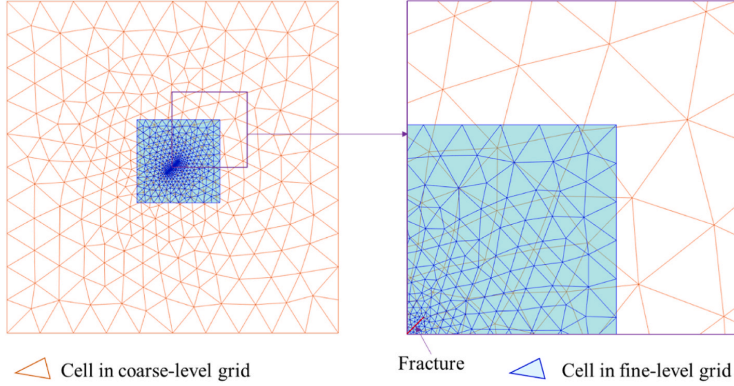 Fracture
Cell in coarse-level grid
Cell in fine-level grid